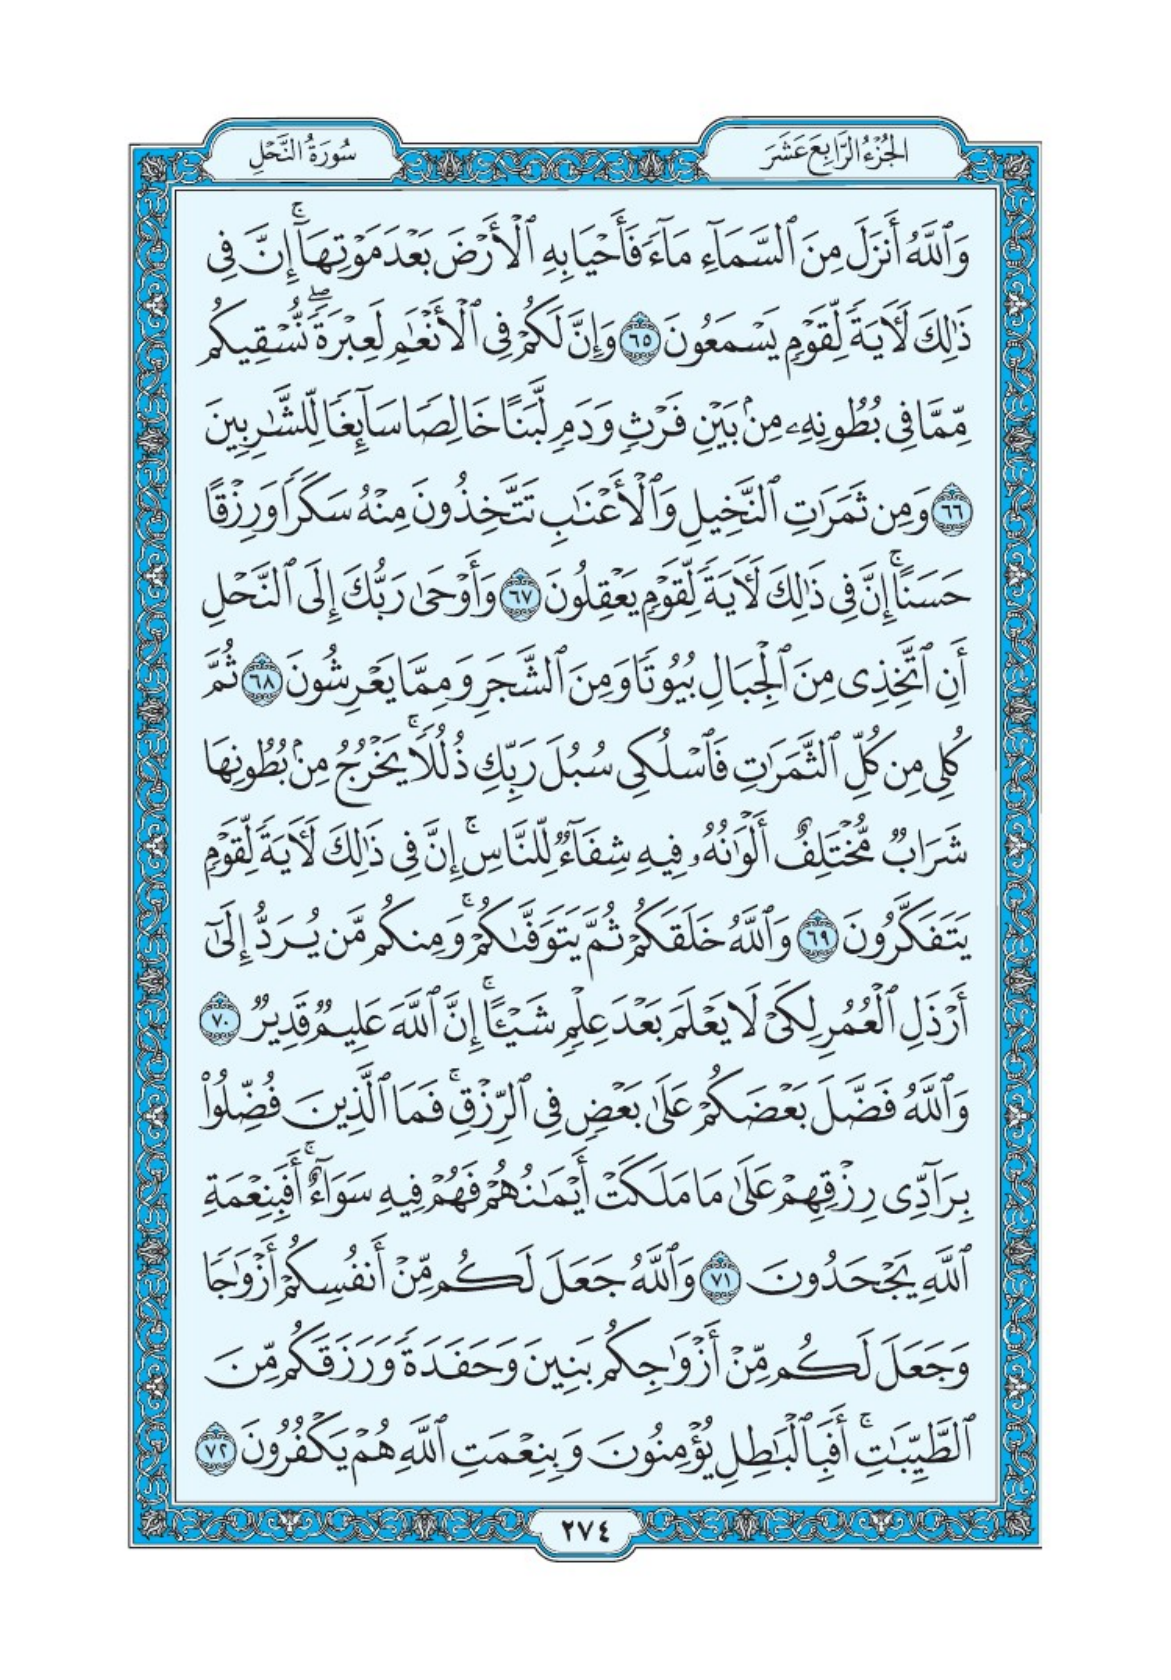 الجُزْءُ الرَّابِعَ عَشَرَ
سُورَةُ النَّحْلِ
وَٱللَّهُ أَنزَلَ مِنَ ٱلسَّمَآءِ مَآءً فَأَحْيَا بِهِ ٱلْأَرْضَ بَعْدَ مَوْتِهَآۚ إِنَّ فِى
ذَٰلِكَ لَـَٔايَةً لِّقَوْمٍ يَسْمَعُونَ ٦٥ وَإِنَّ لَكُمْ فِى ٱلْأَنْعَٰمِ لَعِبْرَةًۖ نُّسْقِيكُم
مِّمَّا فِى بُطُونِهِۦ مِنۢ بَيْنِ فَرْثٍ وَدَمٍ لَّبَنًا خَالِصًا سَآئِغًا لِّلشَّٰرِبِينَ
٦٦ وَمِن ثَمَرَٰتِ ٱلنَّخِيلِ وَٱلْأَعْنَٰبِ تَتَّخِذُونَ مِنْهُ سَكَرًا وَرِزْقًا
حَسَنًاۗ إِنَّ فِى ذَٰلِكَ لَـَٔايَةً لِّقَوْمٍ يَعْقِلُونَ ٦٧ وَأَوْحَىٰ رَبُّكَ إِلَى ٱلنَّحْلِ
أَنِ ٱتَّخِذِى مِنَ ٱلْجِبَالِ بُيُوتًا وَمِنَ ٱلشَّجَرِ وَمِمَّا يَعْرِشُونَ ٦٨ ثُمَّ
كُلِى مِن كُلِّ ٱلثَّمَرَٰتِ فَٱسْلُكِى سُبُلَ رَبِّكِ ذُلُلًاۚ يَخْرُجُ مِنۢ بُطُونِهَا
شَرَابٌ مُّخْتَلِفٌ أَلْوَٰنُهُۥ فِيهِ شِفَآءٌ لِّلنَّاسِۚ إِنَّ فِى ذَٰلِكَ لَـَٔايَةً لِّقَوْمٍ
يَتَفَكَّرُونَ ٦٩ وَٱللَّهُ خَلَقَكُمْ ثُمَّ يَتَوَفَّىٰكُمْۚ وَمِنكُم مَّن يُرَدُّ إِلَىٰٓ
أَرْذَلِ ٱلْعُمُرِ لِكَىْ لَا يَعْلَمَ بَعْدَ عِلْمٍ شَيْـًٔاۚ إِنَّ ٱللَّهَ عَلِيمٌ قَدِيرٌ ٧٠
وَٱللَّهُ فَضَّلَ بَعْضَكُمْ عَلَىٰ بَعْضٍ فِى ٱلرِّزْقِۚ فَمَا ٱلَّذِينَ فُضِّلُوا۟
بِرَآدِّى رِزْقِهِمْ عَلَىٰ مَا مَلَكَتْ أَيْمَٰنُهُمْ فَهُمْ فِيهِ سَوَآءٌۚ أَفَبِنِعْمَةِ
ٱللَّهِ يَجْحَدُونَ ٧١ وَٱللَّهُ جَعَلَ لَكُم مِّنْ أَنفُسِكُمْ أَزْوَٰجًا
وَجَعَلَ لَكُم مِّنْ أَزْوَٰجِكُم بَنِينَ وَحَفَدَةً وَرَزَقَكُم مِّنَ
ٱلطَّيِّبَٰتِۚ أَفَبِٱلْبَٰطِلِ يُؤْمِنُونَ وَبِنِعْمَتِ ٱللَّهِ هُمْ يَكْفُرُونَ ٧٢
٢٧٤